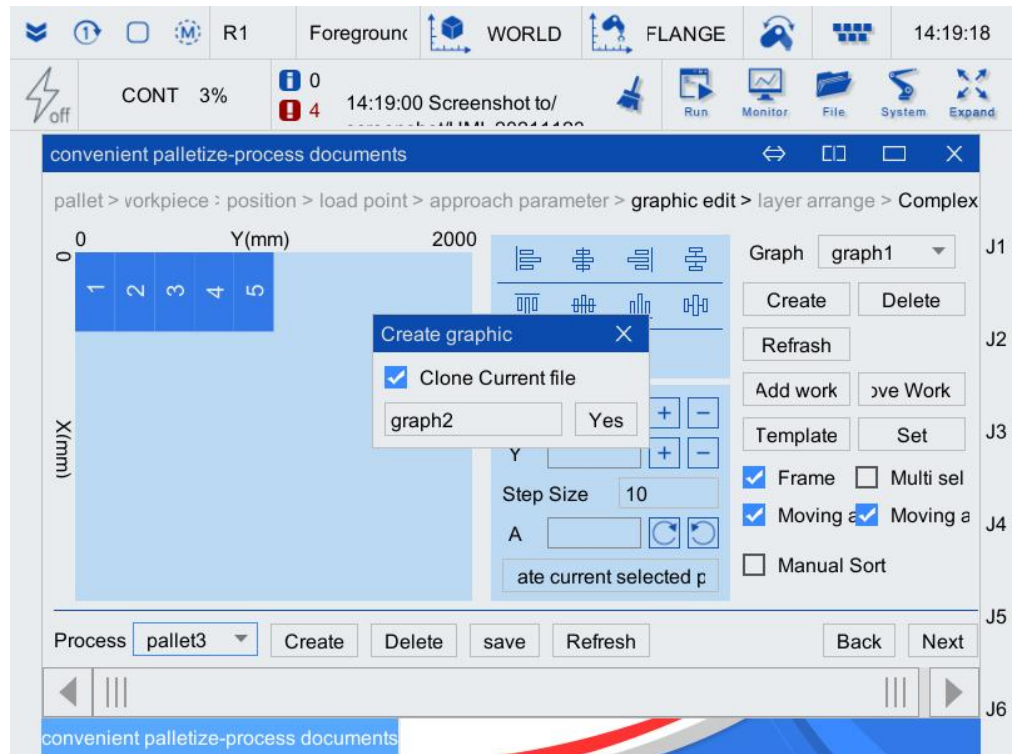 R1 Foregrounc WORLD FLANGE 14:19:18
off CONT 3% 0 4 14:19:00 Screenshot to/
Run Monitor File System Expand
convenient palletize-process documents
pallet > vorkpiece : position > load point > approach parameter > graphic edit > layer arrange > Complex
0 Y(mm) 2000
0
X(mm)
1 2 3 4 5
Graph graph1
Create Delete
Refrash
Add work ove Work
Template Set
Frame Multi sel
Moving a Moving a
Manual Sort
Create graphic
Clone Current file
graph2 Yes
+ −
Y + −
Step Size 10
A
ate current selected p
J1
J2
J3
J4
J5
J6
Process pallet3 Create Delete save Refresh Back Next
convenient palletize-process documents